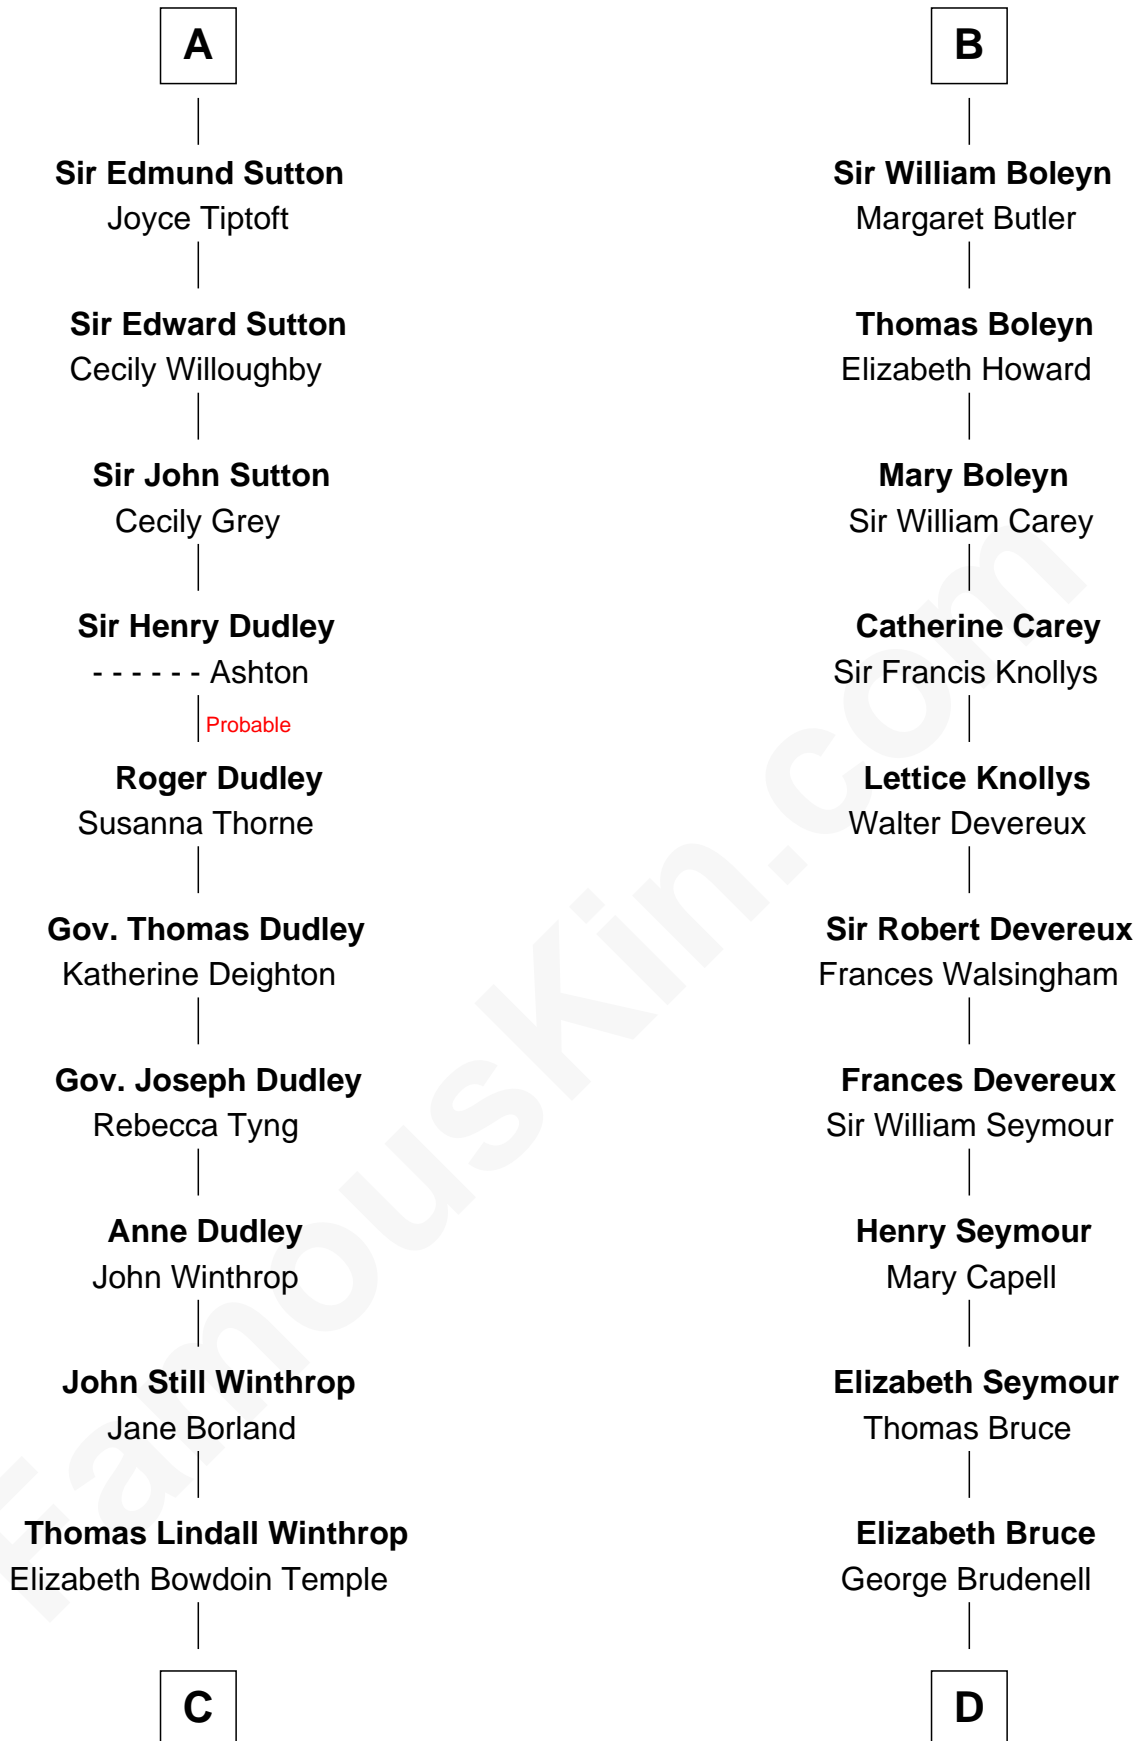 A
Sir Edmund Sutton
Joyce Tiptoft
Sir Edward Sutton
Cecily Willoughby
Sir John Sutton
Cecily Grey
Sir Henry Dudley
- - - - - - Ashton
Probable
Roger Dudley
Susanna Thorne
Gov. Thomas Dudley
Katherine Deighton
Gov. Joseph Dudley
Rebecca Tyng
Anne Dudley
John Winthrop
John Still Winthrop
Jane Borland
Thomas Lindall Winthrop
Elizabeth Bowdoin Temple
C
B
Sir William Boleyn
Margaret Butler
Thomas Boleyn
Elizabeth Howard
Mary Boleyn
Sir William Carey
Catherine Carey
Sir Francis Knollys
Lettice Knollys
Walter Devereux
Sir Robert Devereux
Frances Walsingham
Frances Devereux
Sir William Seymour
Henry Seymour
Mary Capell
Elizabeth Seymour
Thomas Bruce
Elizabeth Bruce
George Brudenell
D
FamousKin.com